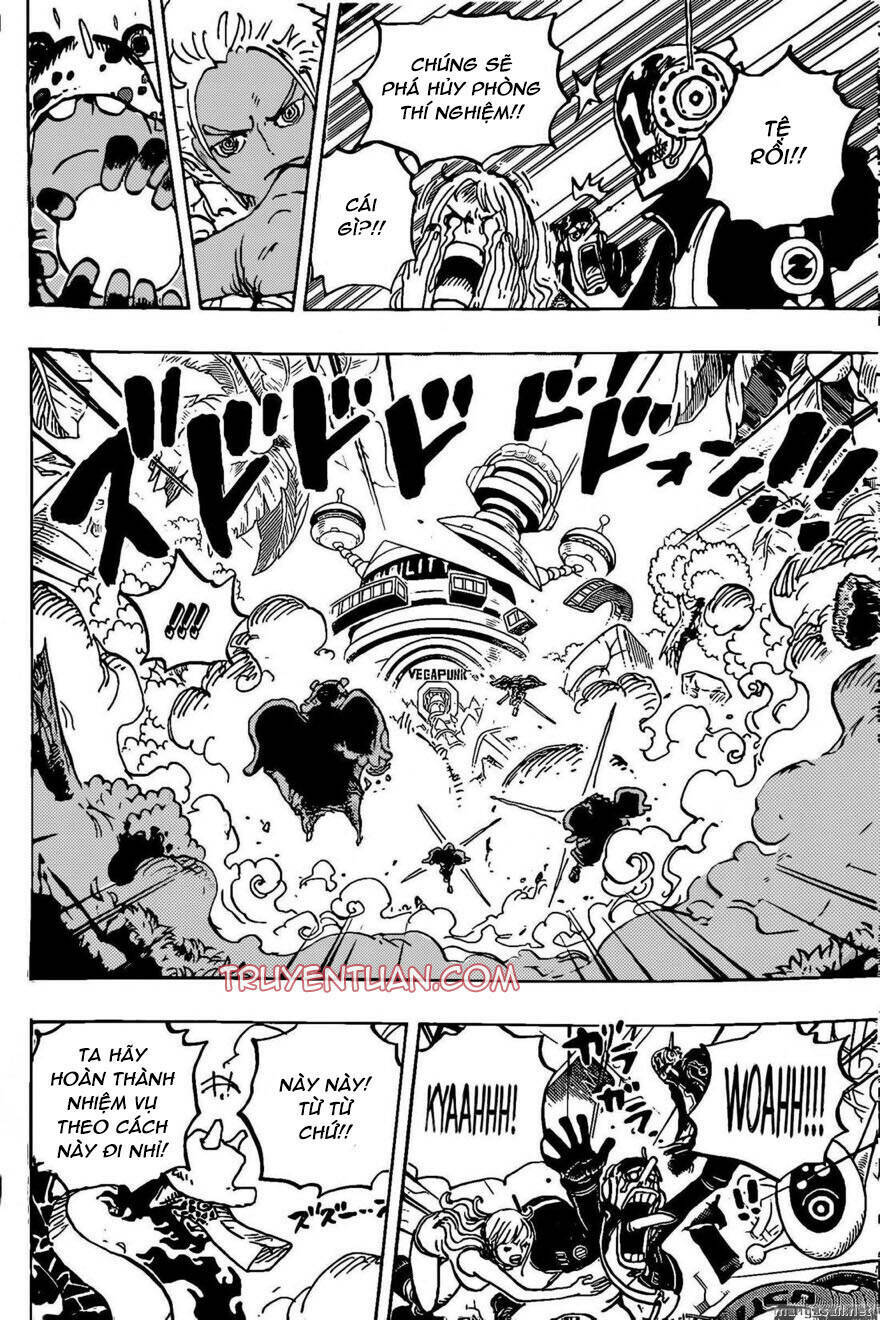 TỆ
RỒI!!
CHÚNG SẼ
PHÁ HỦY PHÒNG
THÍ NGHIỆM!!
CÁI
GÌ?!!
ズドドドドォン!!!
!!!!
VEGAPUNK
TRUYENTUAN.COM
WOAHH!!!
ガラガラ
KYAAHHH!
!!
NÀY NÀY!
TỪ TỪ
CHỨ!!
TA HÃY
HOÀN THÀNH
NHIỆM VỤ
THEO CÁCH
NÀY ĐI NHỈ!
ズズーン…